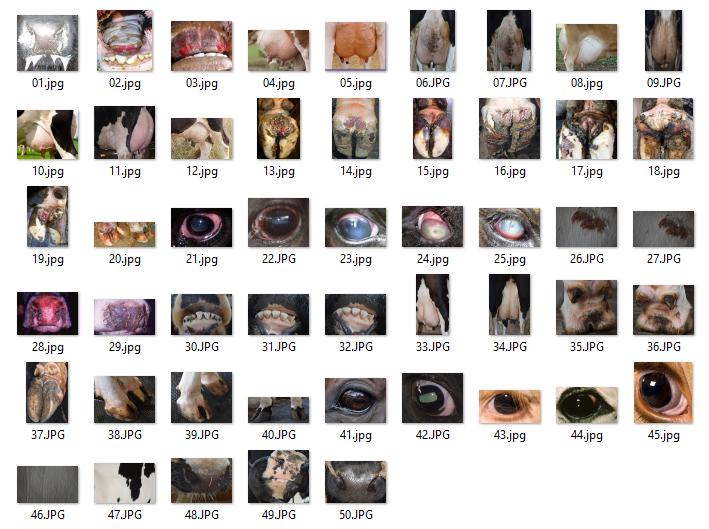 01.jpg 02.jpg 03.jpg 04.jpg 05.jpg 06.JPG 07.JPG 08.jpg 09.JPG
10.jpg 11.jpg 12.jpg 13.jpg 14.jpg 15.jpg 16.jpg 17.jpg 18.jpg
19.jpg 20.jpg 21.jpg 22.JPG 23.jpg 24.jpg 25.jpg 26.JPG 27.JPG
28.jpg 29.jpg 30.JPG 31.JPG 32.JPG 33.JPG 34.JPG 35.JPG 36.JPG
37.JPG 38.JPG 39.JPG 40.JPG 41.jpg 42.JPG 43.jpg 44.jpg 45.jpg
46.JPG 47.JPG 48.JPG 49.JPG 50.JPG